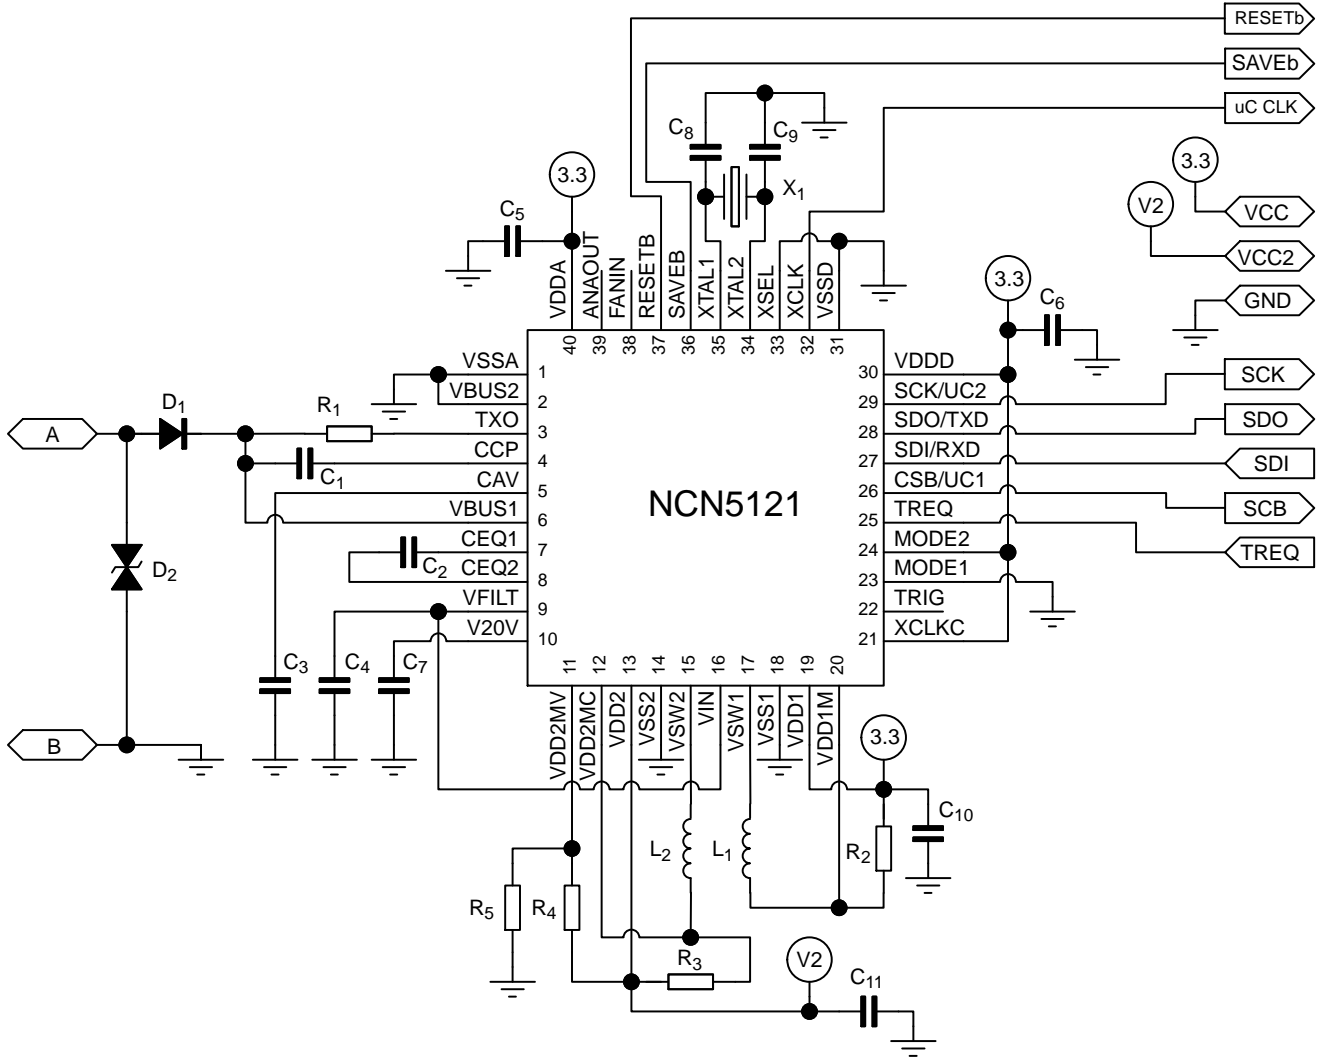 RESETb
SAVEb
uC CLK
C8
C9
X1
3.3
C5
3.3
V2
VCC
VCC2
GND
3.3
C6
VDDA
ANAOUT
FANIN
RESETB
SAVEB
XTAL1
XTAL2
XSEL
XCLK
VSSD
40
39
38
37
36
35
34
33
32
31
VSSA
1
VBUS2
2
TXO
3
CCP
4
CAV
5
VBUS1
6
CEQ1
7
CEQ2
8
VFILT
9
V20V
10
NCN5121
30
VDDD
29
SCK/UC2
28
SDO/TXD
27
SDI/RXD
26
CSB/UC1
25
TREQ
24
MODE2
23
MODE1
22
TRIG
21
XCLKC
SCK
SDO
SDI
SCB
TREQ
A
D1
R1
C1
C2
D2
B
C3
C4
C7
11
12
13
14
15
16
17
18
19
20
VDD2MV
VDD2MC
VDD2
VSS2
VSW2
VIN
VSW1
VSS1
VDD1
VDD1M
3.3
C10
R2
L2
L1
R5
R4
R3
V2
C11